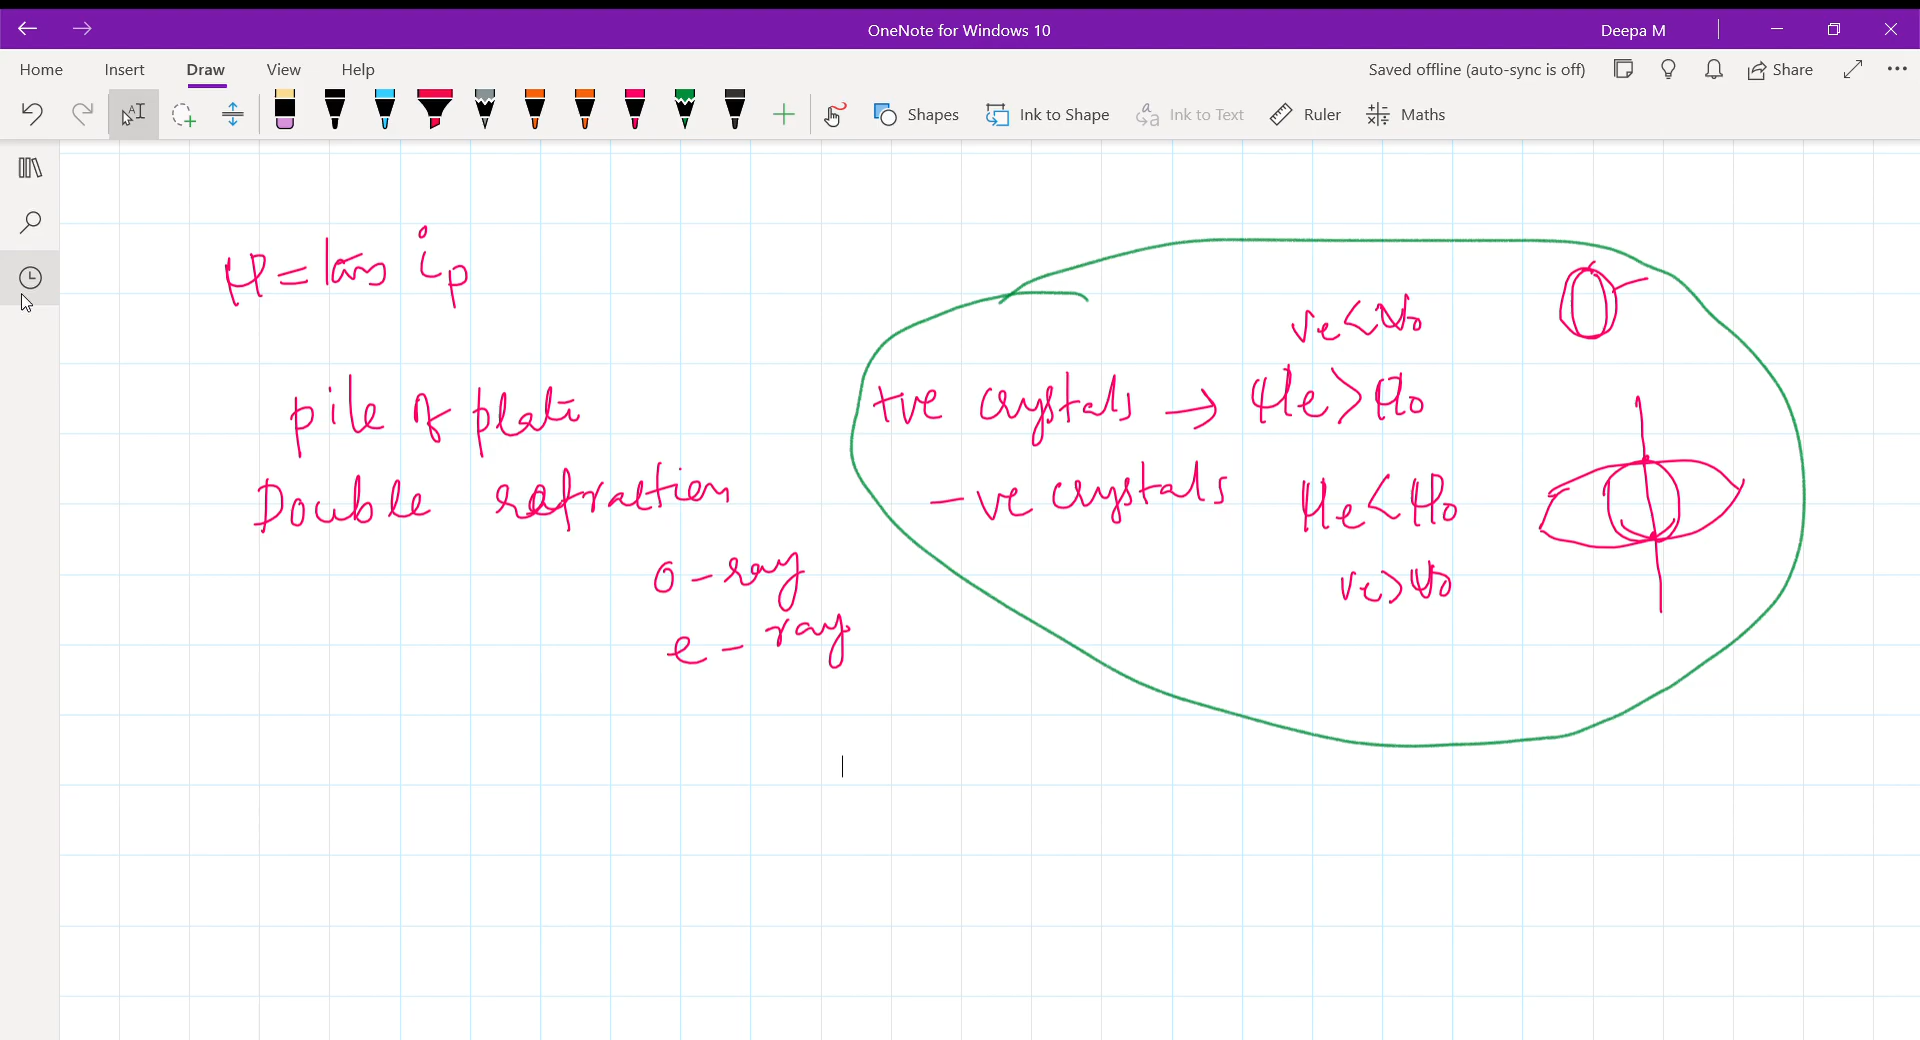 OneNote for Windows 10
Deepa M
Home Insert Draw View Help
Saved offline (auto-sync is off) Share
Shapes Ink to Shape Ink to Text Ruler Maths
μ = tan ip
pile of plate
Double refraction
o - ray
e - ray
ve < vo
+ve crystals → μe > μo
-ve crystals μe < μo
ve > vo